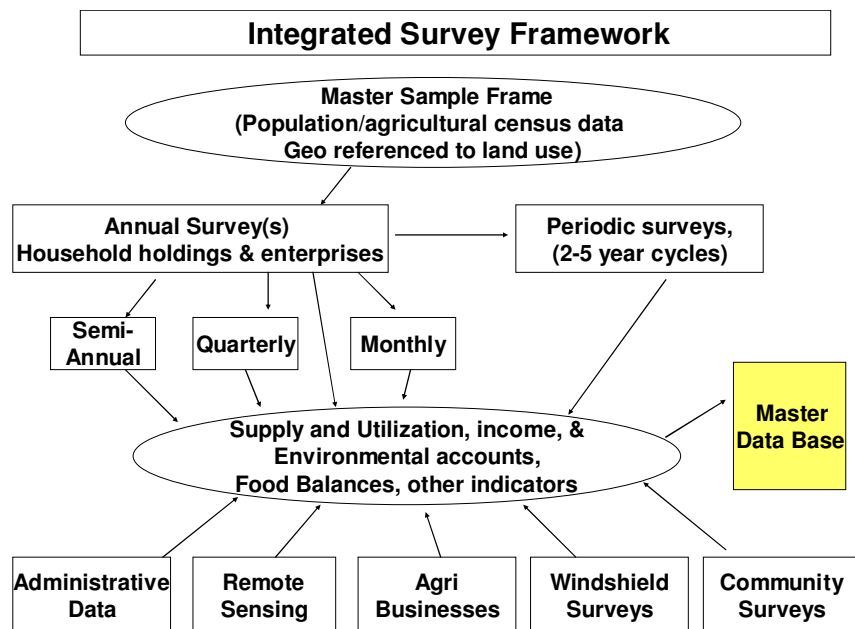 Integrated Survey Framework
Master Sample Frame
(Population/agricultural census data
Geo referenced to land use)
Annual Survey(s)
Household holdings & enterprises
Periodic surveys,
(2-5 year cycles)
Semi-
Annual
Quarterly
Monthly
Master
Data Base
Supply and Utilization, income, &
Environmental accounts,
Food Balances, other indicators
Administrative
Data
Remote
Sensing
Agri
Businesses
Windshield
Surveys
Community
Surveys